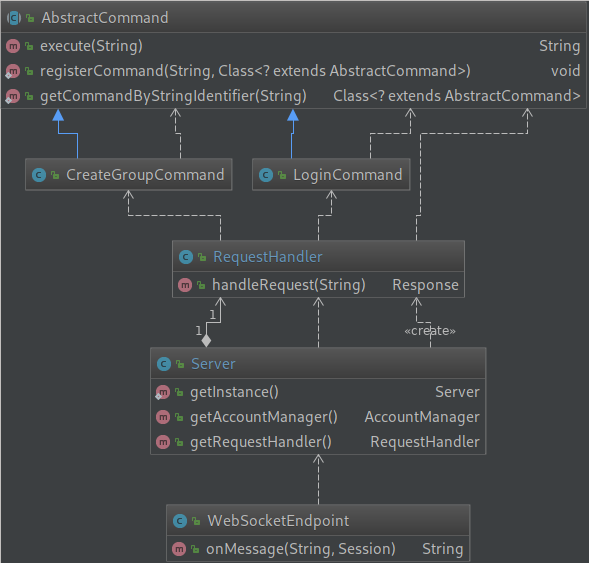 AbstractCommand
execute(String) String
registerCommand(String, Class<? extends AbstractCommand>) void
getCommandByStringIdentifier(String) Class<? extends AbstractCommand>
CreateGroupCommand
LoginCommand
RequestHandler
handleRequest(String) Response
1
1
«create»
Server
getInstance() Server
getAccountManager() AccountManager
getRequestHandler() RequestHandler
WebSocketEndpoint
onMessage(String, Session) String